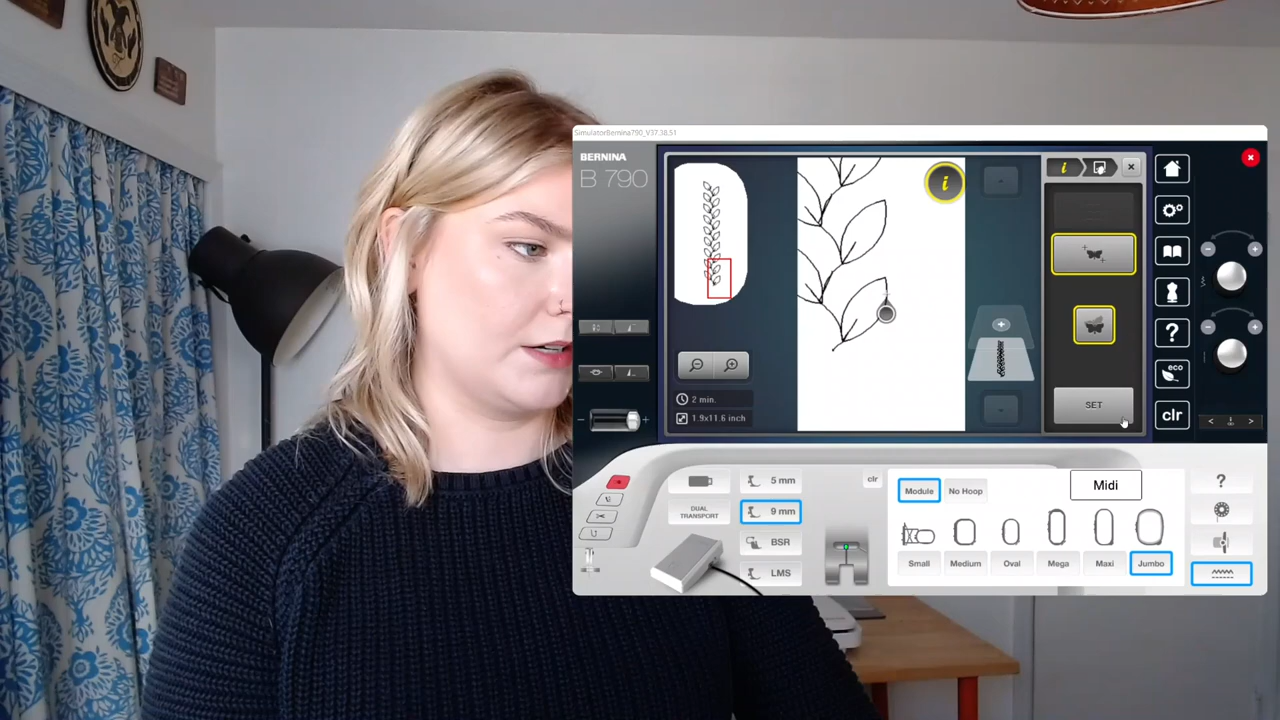 SimulatorBernina790_V37.38.51
BERNINA
B 790
i
i
2 min.
1.9x11.6 inch
SET
?
eco
clr
5 mm
clr
DUAL
TRANSPORT
9 mm
BSR
LMS
Module
No Hoop
Midi
Small
Medium
Oval
Mega
Maxi
Jumbo
?